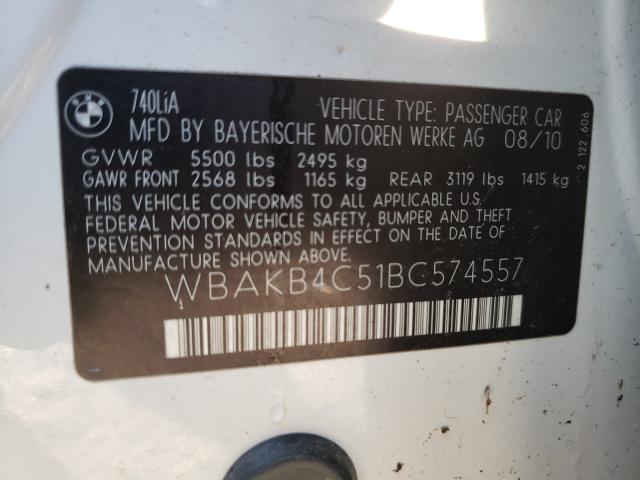 BMW
740LiA
VEHICLE TYPE: PASSENGER CAR
MFD BY BAYERISCHE MOTOREN WERKE AG 08/10
GVWR 5500 lbs 2495 kg
GAWR FRONT 2568 lbs 1165 kg REAR 3119 lbs 1415 kg
THIS VEHICLE CONFORMS TO ALL APPLICABLE U.S.
FEDERAL MOTOR VEHICLE SAFETY, BUMPER AND THEFT
PREVENTION STANDARDS IN EFFECT ON THE DATE OF
MANUFACTURE SHOWN ABOVE.
WBAKB4C51BC574557
2 122 606